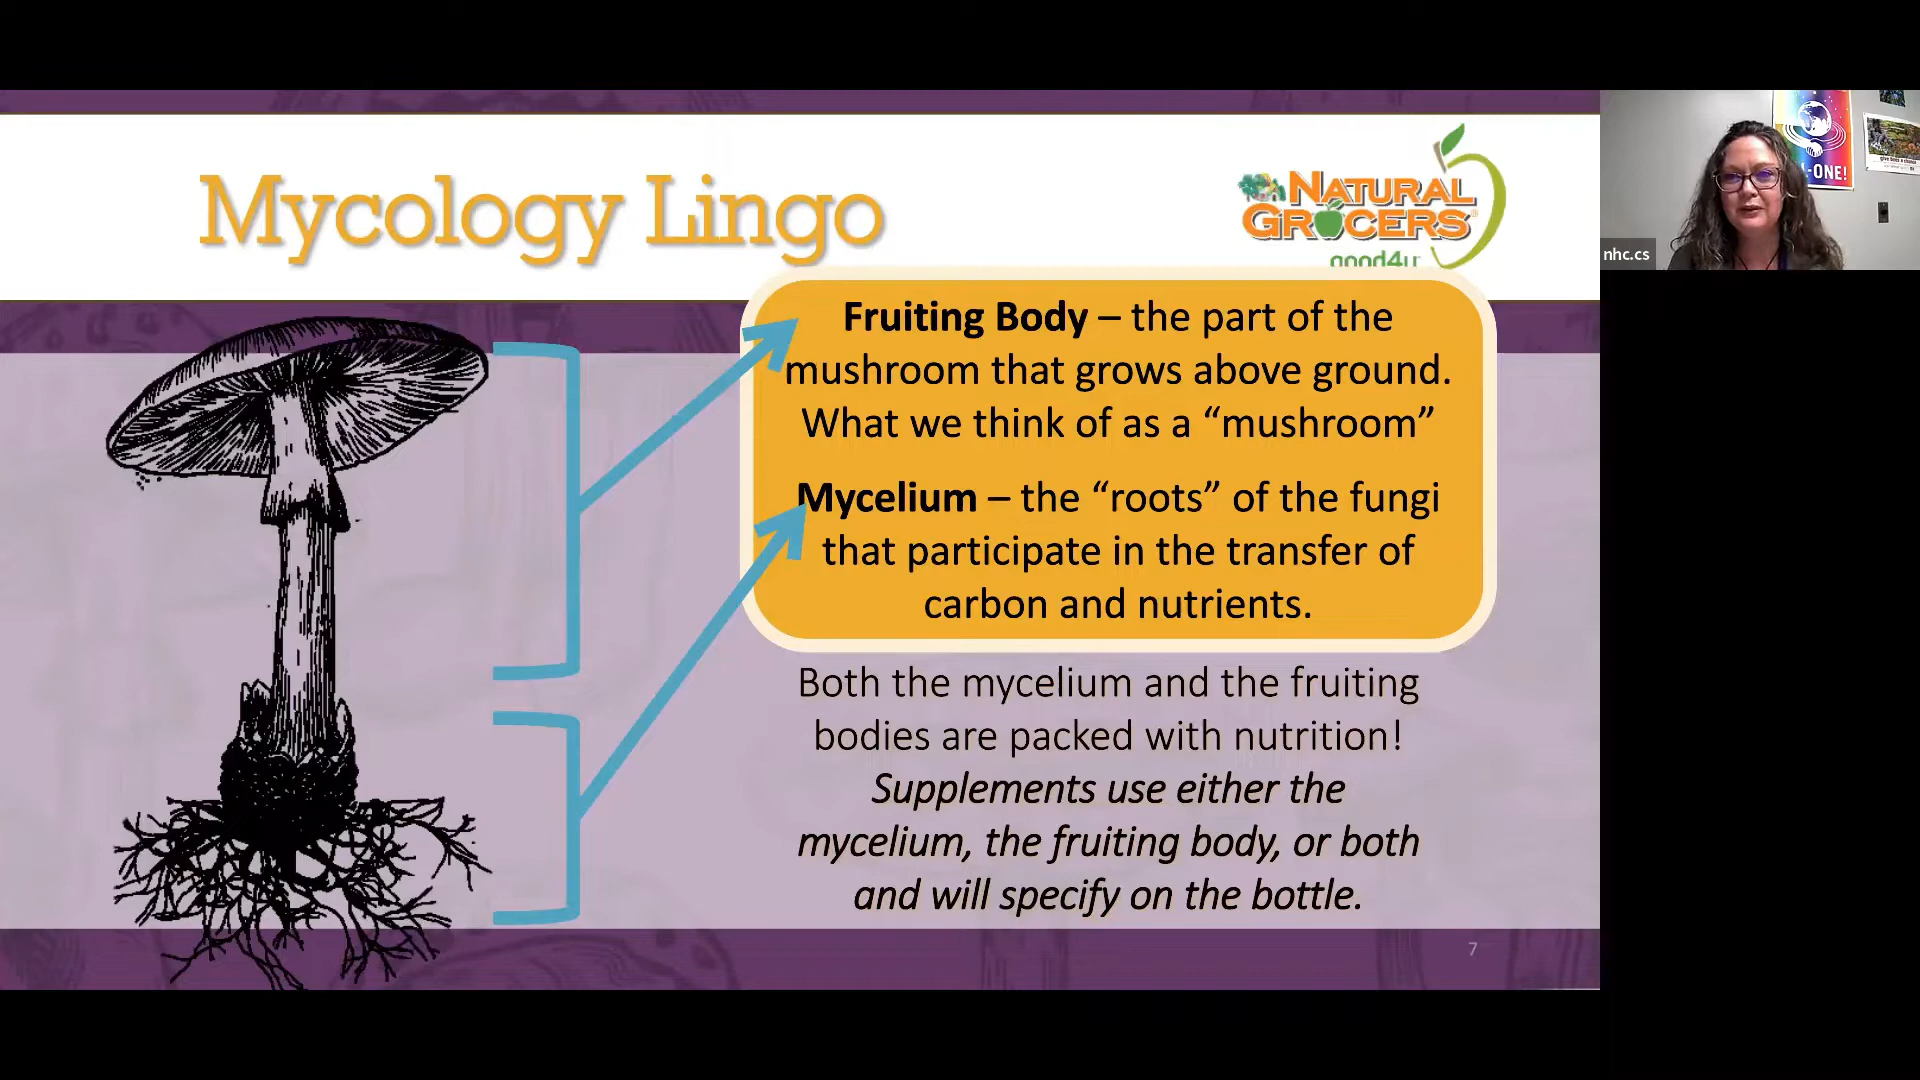 Mycology Lingo
NATURAL
GROCERS
good4u
Fruiting Body – the part of the
mushroom that grows above ground.
What we think of as a “mushroom”
Mycelium – the “roots” of the fungi
that participate in the transfer of
carbon and nutrients.
Both the mycelium and the fruiting
bodies are packed with nutrition!
Supplements use either the
mycelium, the fruiting body, or both
and will specify on the bottle.
7
-ONE!
nhc.cs